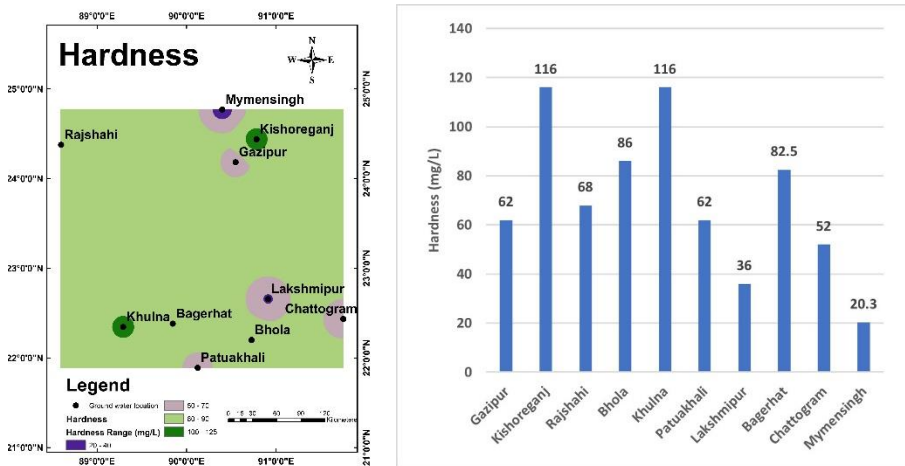 Hardness
N
W E
S
89°0'0"E 90°0'0"E 91°0'0"E
25°0'0"N
24°0'0"N
23°0'0"N
22°0'0"N
21°0'0"N
25°0'0"N
24°0'0"N
23°0'0"N
22°0'0"N
21°0'0"N
Mymensingh
Rajshahi
Kishoreganj
Gazipur
Lakshmipur
Chattogram
Khulna
Bagerhat
Bhola
Patuakhali
Legend
Ground water location
Hardness
Hardness Range (mg/L)
20 - 40
50 - 70
80 - 90
100 - 125
0 15 30 60 90 120
Kilometers
89°0'0"E 90°0'0"E 91°0'0"E
Hardness (mg/L)
140
120
100
80
60
40
20
0
62
116
68
86
116
62
36
82.5
52
20.3
Gazipur
Kishoreganj
Rajshahi
Bhola
Khulna
Patuakhali
Lakshmipur
Bagerhat
Chattogram
Mymensingh